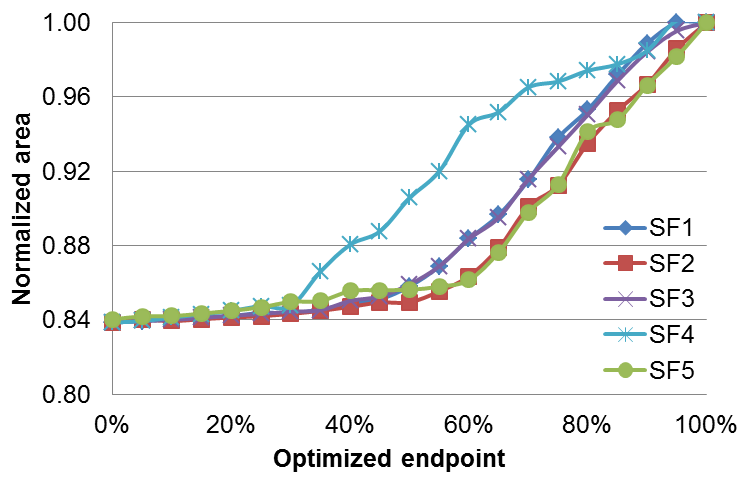 1.00
0.96
0.92
0.88
0.84
0.80
Normalized area
0%
20%
40%
60%
80%
100%
Optimized endpoint
SF1
SF2
SF3
SF4
SF5